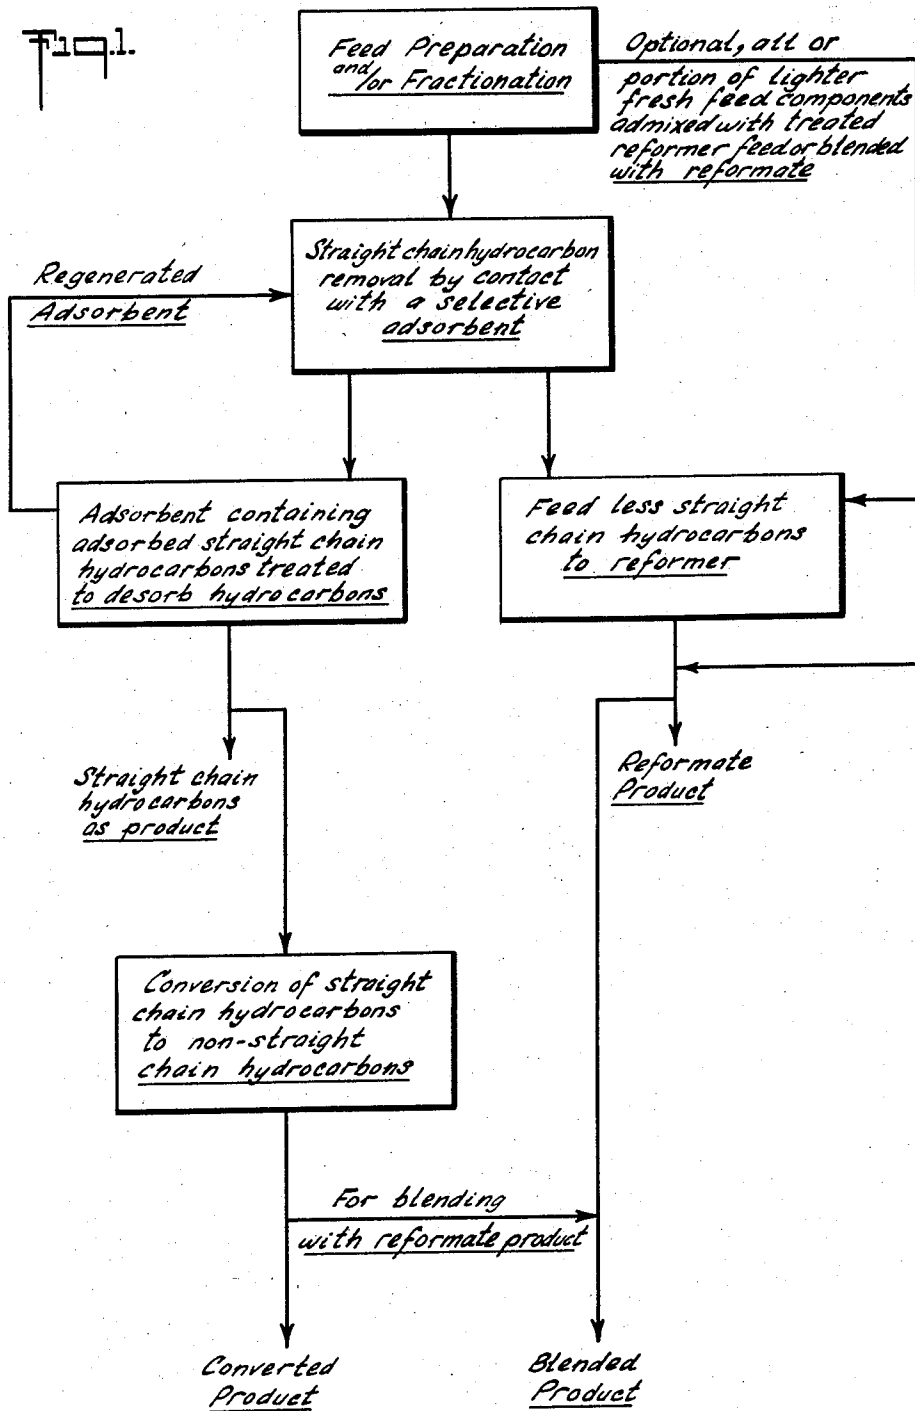 Fig.1.
Feed Preparation
and/or Fractionation
Optional, all or
portion of lighter
fresh feed components
admixed with treated
reformer feed or blended
with reformate
Straight chain hydrocarbon
removal by contact
with a selective
adsorbent
Regenerated
Adsorbent
Adsorbent containing
adsorbed straight chain
hydrocarbons treated
to desorb hydrocarbons
Feed less straight
chain hydrocarbons
to reformer
Straight chain
hydrocarbons
as product
Reformate
Product
Conversion of straight
chain hydrocarbons
to non-straight
chain hydrocarbons
For blending
with reformate product
Converted
Product
Blended
Product